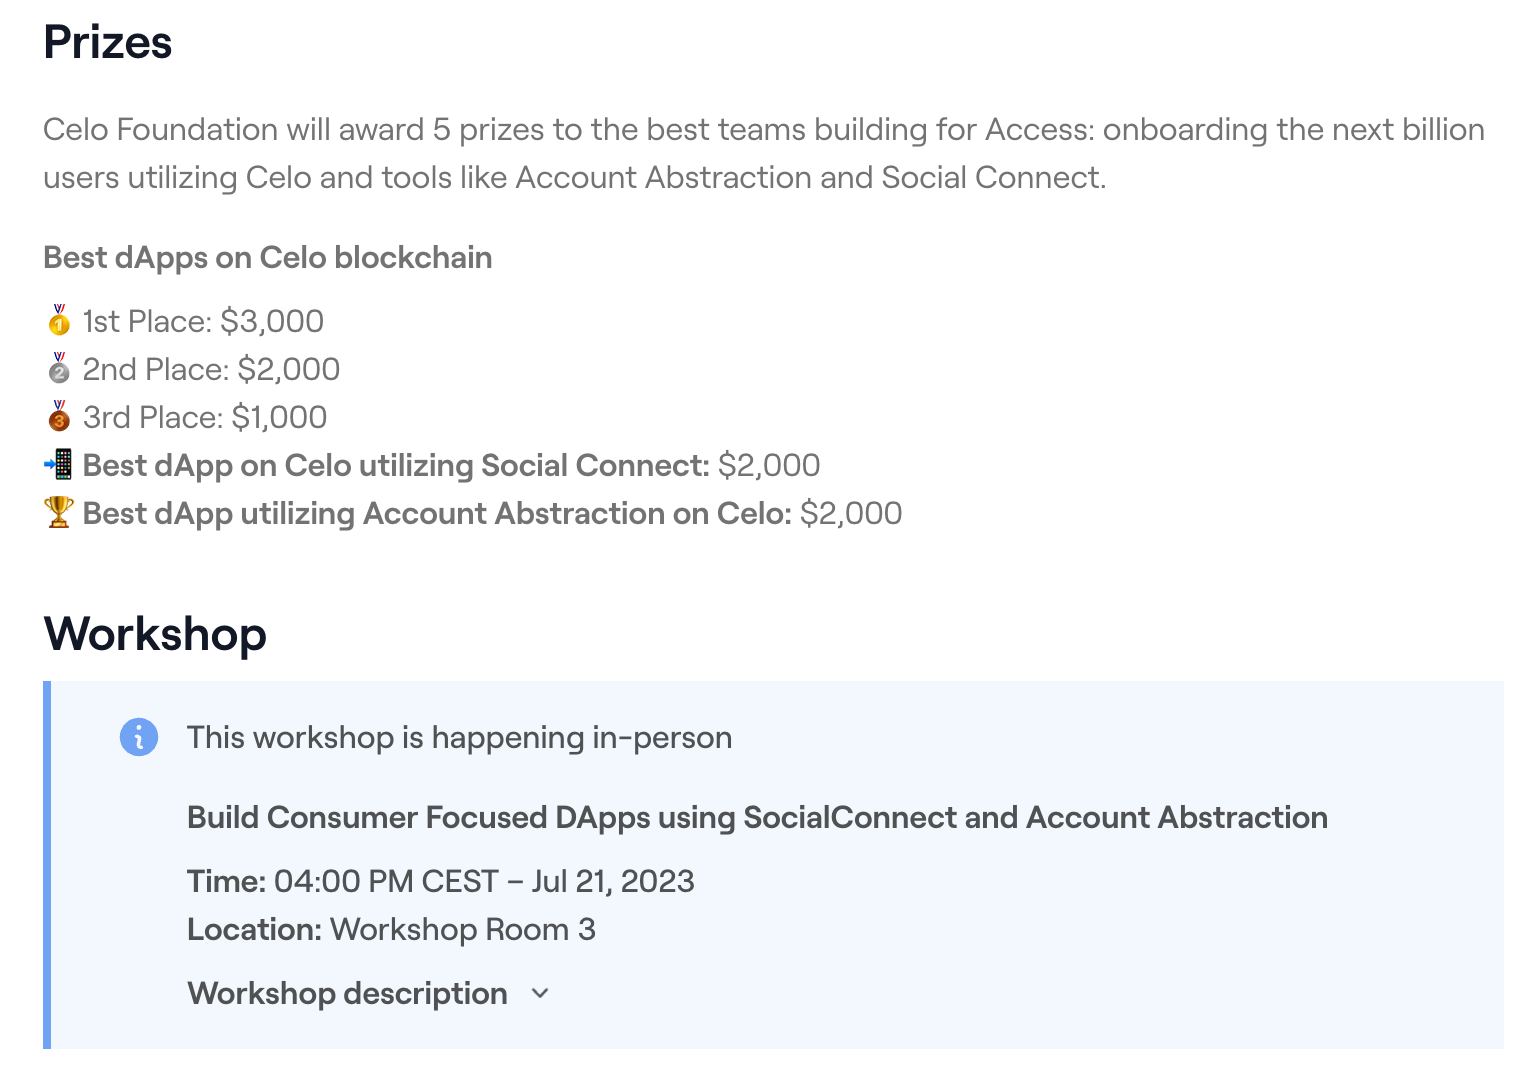 Prizes
Celo Foundation will award 5 prizes to the best teams building for Access: onboarding the next billion
users utilizing Celo and tools like Account Abstraction and Social Connect.
Best dApps on Celo blockchain
🥇 1st Place: $3,000
🥈 2nd Place: $2,000
🥉 3rd Place: $1,000
📲 Best dApp on Celo utilizing Social Connect: $2,000
🏆 Best dApp utilizing Account Abstraction on Celo: $2,000
Workshop
This workshop is happening in-person
Build Consumer Focused DApps using SocialConnect and Account Abstraction
Time: 04:00 PM CEST – Jul 21, 2023
Location: Workshop Room 3
Workshop description